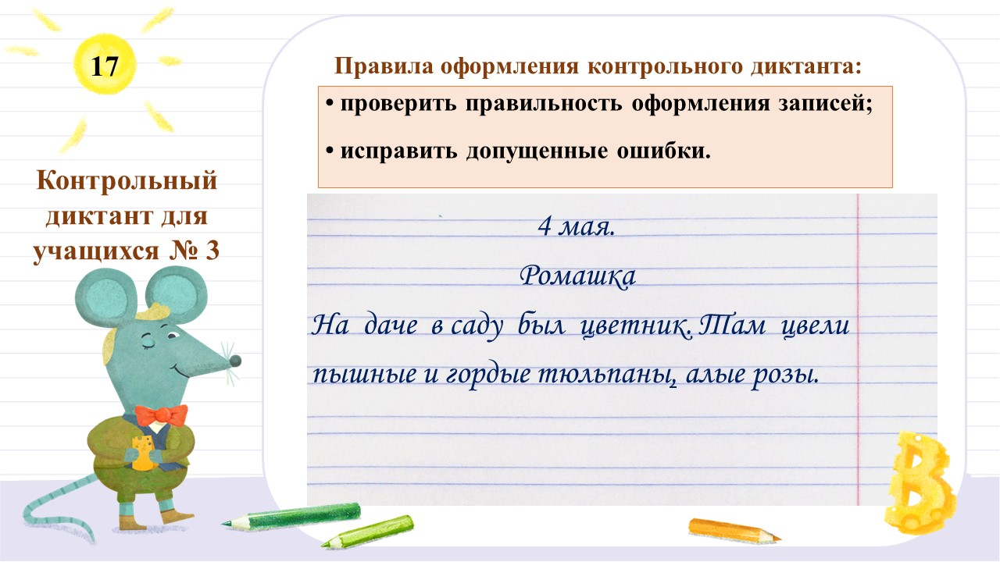 17
Контрольный
диктант для
учащихся № 3
Правила оформления контрольного диктанта:
• проверить правильность оформления записей;
• исправить допущенные ошибки.
4 мая.
Ромашка
На даче в саду был цветник. Там цвели
пышные и гордые тюльпаны, алые розы.
В